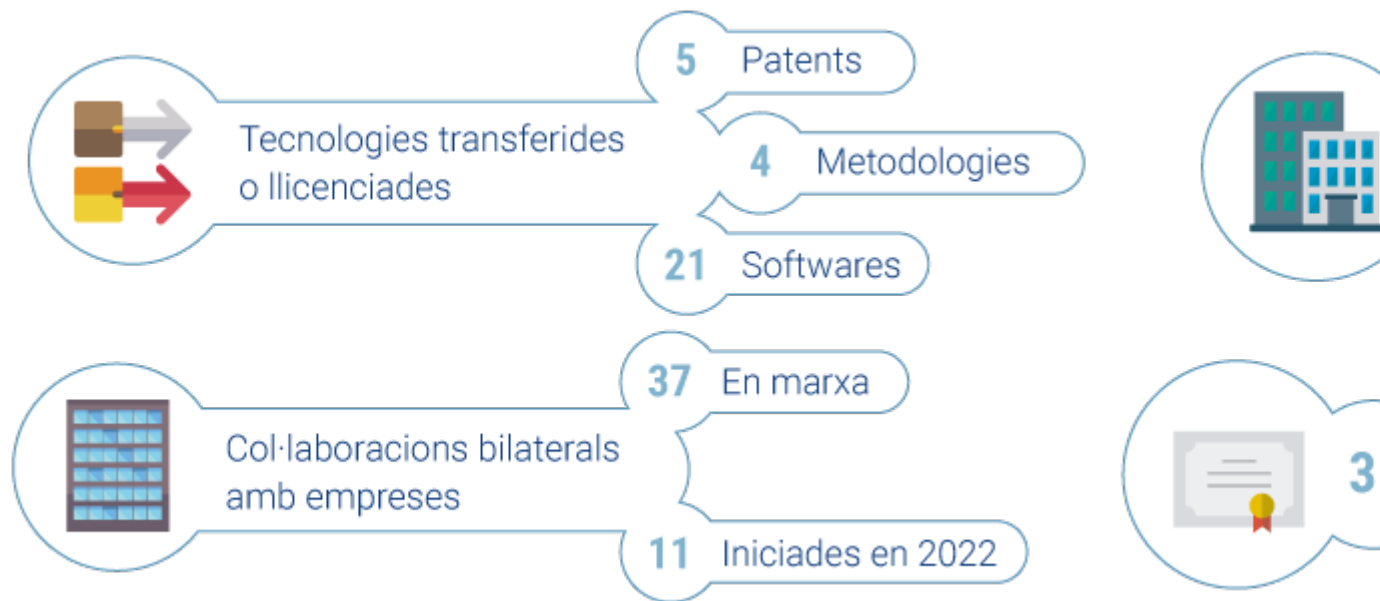 5 Patents
Tecnologies transferides
o llicenciades
4 Metodologies
21 Softwares
37 En marxa
Col·laboracions bilaterals
amb empreses
11 Iniciades en 2022
3